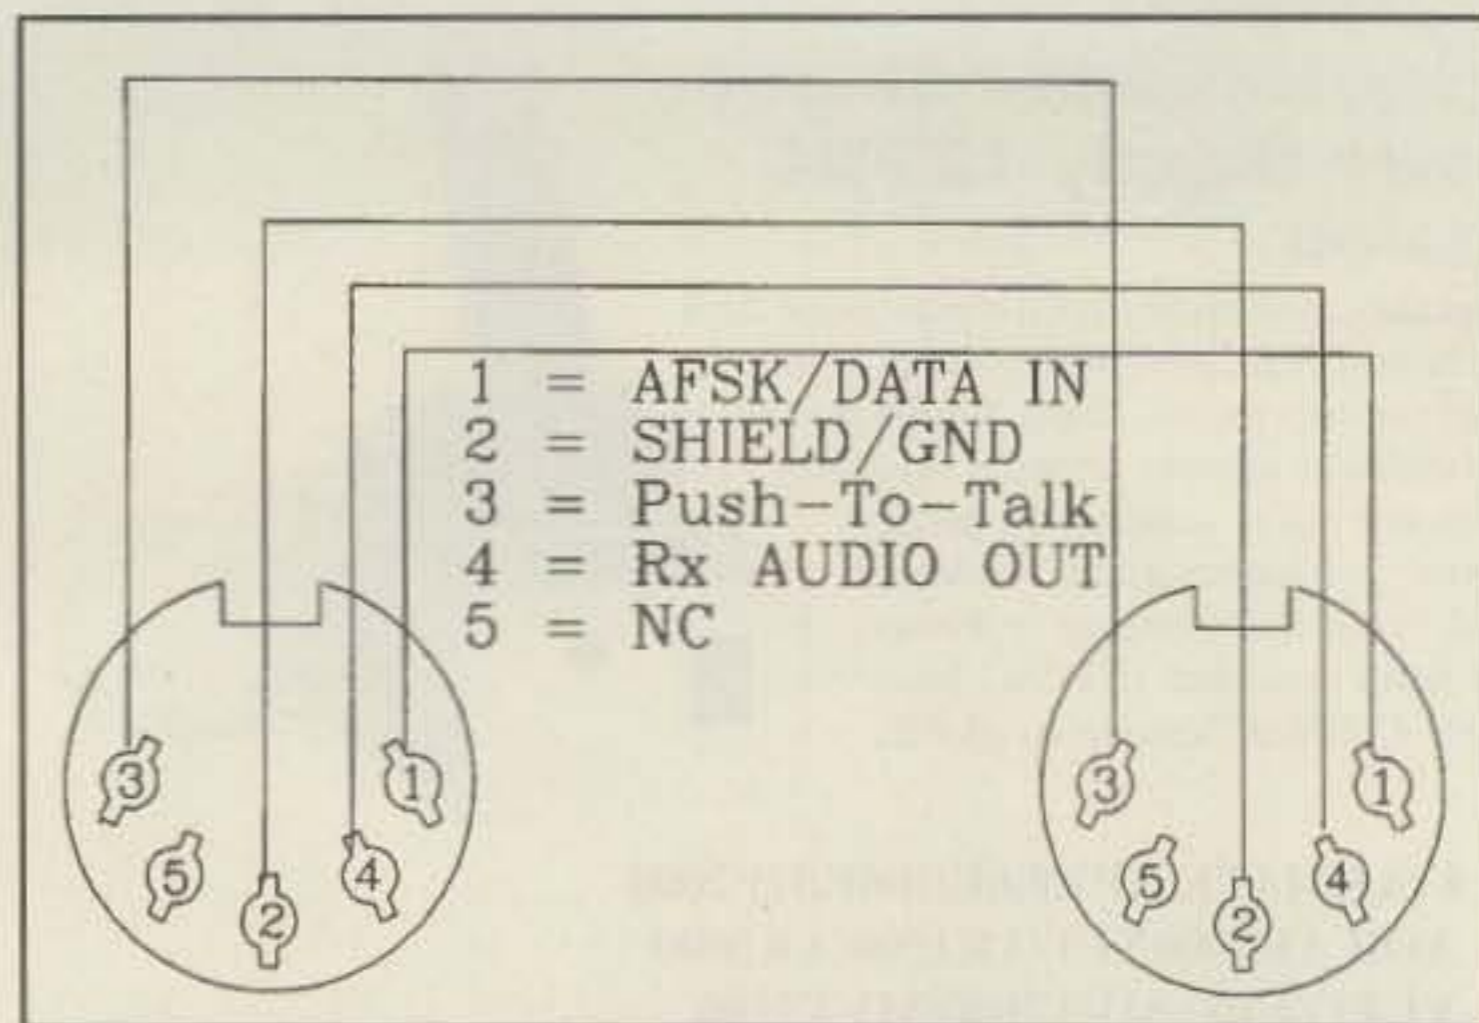 1 = AFSK/DATA IN
2 = SHIELD/GND
3 = Push-To-Talk
4 = Rx AUDIO OUT
5 = NC
3 5 2 4 1
3 5 2 4 1